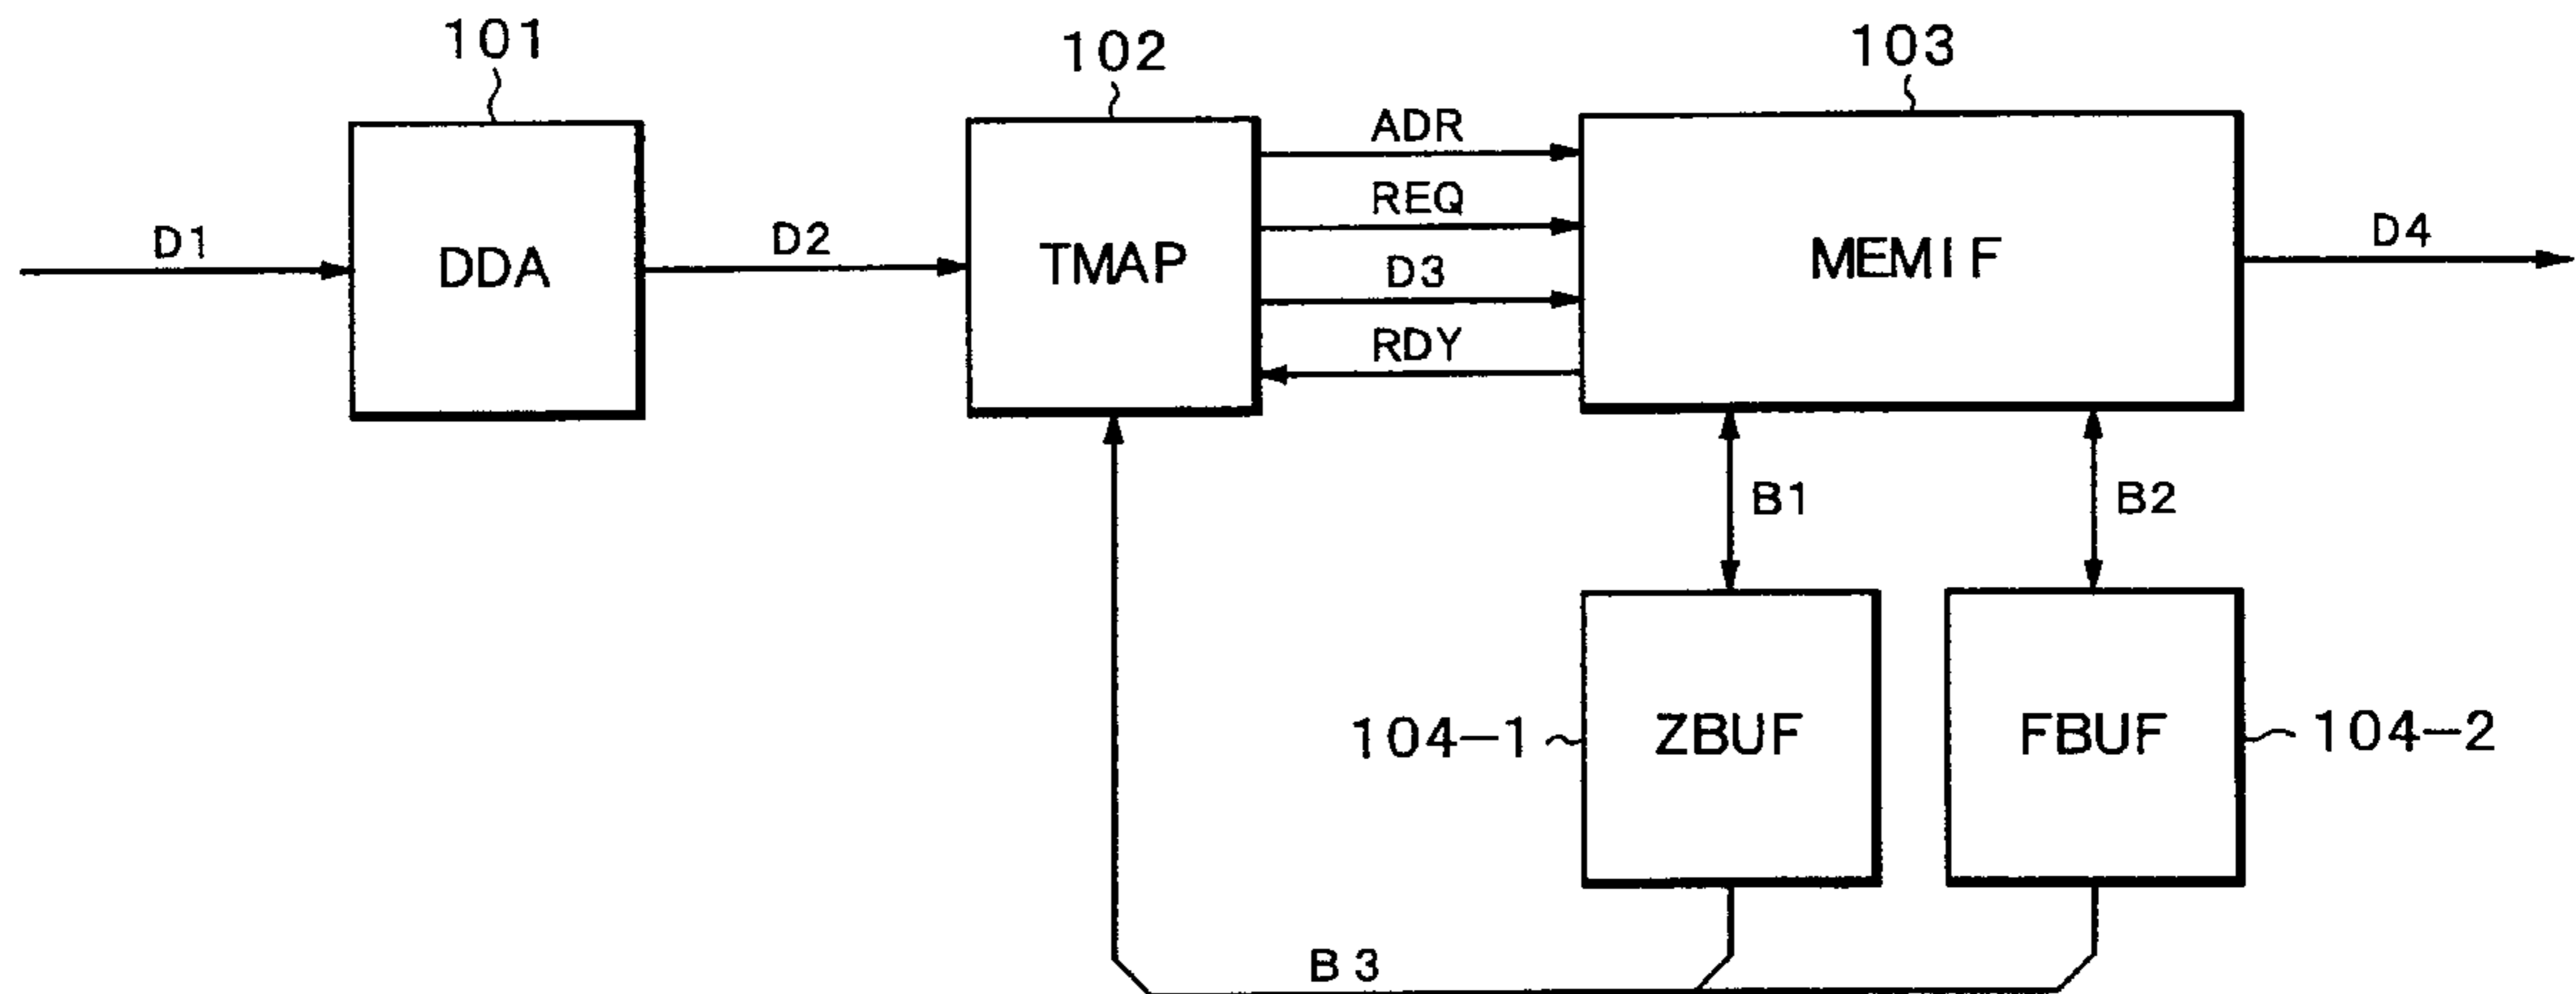 101
102
103
ADR
REQ
D1
D2
D3
D4
DDA
TMAP
MEMIF
RDY
B1
B2
104-1
ZBUF
FBUF
104-2
B3